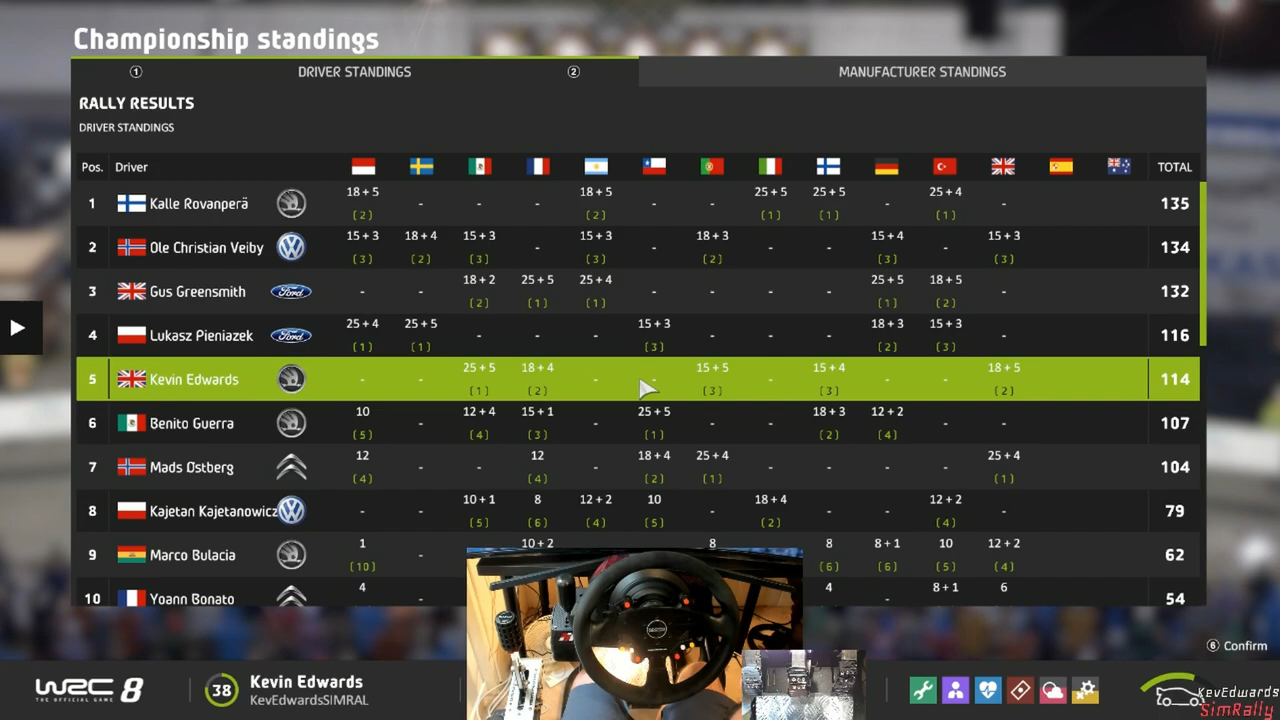 Championship standings
① DRIVER STANDINGS ② MANUFACTURER STANDINGS
RALLY RESULTS
DRIVER STANDINGS
Pos. Driver TOTAL
1 Kalle Rovanperä 18 + 5 - - - 18 + 5 - - 25 + 5 25 + 5 - 25 + 4 - 135
(2) (2) (1) (1) (1)
2 Ole Christian Veiby 15 + 3 18 + 4 15 + 3 - 15 + 3 - 18 + 3 - - 15 + 4 - 15 + 3 134
(3) (2) (3) (3) (2) (3) (3)
3 Gus Greensmith Ford - - 18 + 2 25 + 5 25 + 4 - - - - 25 + 5 18 + 5 - 132
(2) (1) (1) (1) (2)
4 Lukasz Pieniazek Ford 25 + 4 25 + 5 - - - 15 + 3 - - - 18 + 3 15 + 3 - 116
(1) (1) (3) (2) (3)
5 Kevin Edwards - - 25 + 5 18 + 4 - - 15 + 5 - 15 + 4 - - 18 + 5 114
(1) (2) (3) (3) (2)
6 Benito Guerra 10 - 12 + 4 15 + 1 - 25 + 5 - - 18 + 3 12 + 2 - - 107
(5) (4) (3) (1) (2) (4)
7 Mads Östberg 12 - - 12 - 18 + 4 25 + 4 - - - - 25 + 4 104
(4) (4) (2) (1) (1)
8 Kajetan Kajetanowicz - - 10 + 1 8 12 + 2 10 - 18 + 4 - - 12 + 2 - 79
(5) (6) (4) (5) (2) (4)
9 Marco Bulacia 1 - 10 + 2 8 8 8 + 1 10 12 + 2 62
(10) (6) (6) (5) (4)
10 Yoann Bonato 4 4 8 + 1 6 54
⑥ Confirm
WRC 8
THE OFFICIAL GAME
38 Kevin Edwards
KevEdwardsSIMRAL
KevEdwards
SimRally